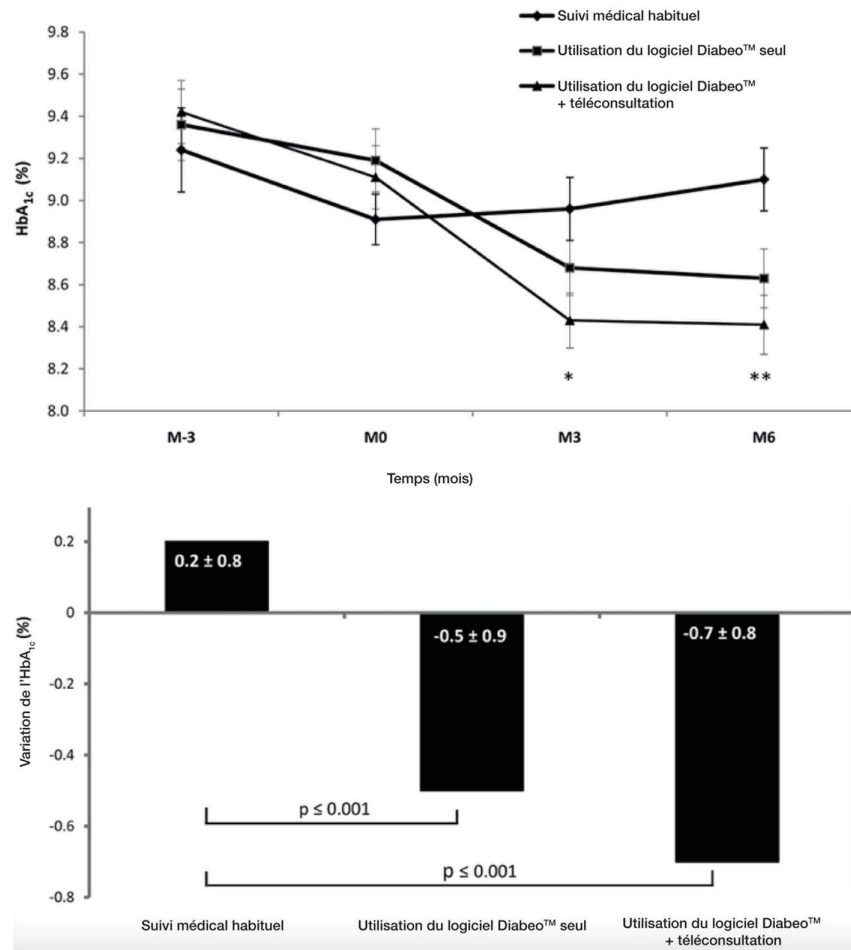 Suivi médical habituel
Utilisation du logiciel Diabeo™ seul
Utilisation du logiciel Diabeo™
+ téléconsultation
HbA1c (%)
9.8
9.6
9.4
9.2
9.0
8.8
8.6
8.4
8.2
8.0
* **
M-3 M0 M3 M6
Temps (mois)
Variation de l'HbA1c (%)
0.2
0
-0.2
-0.4
-0.6
-0.8
0.2 ± 0.8
-0.5 ± 0.9
-0.7 ± 0.8
p ≤ 0.001
p ≤ 0.001
Suivi médical habituel
Utilisation du logiciel Diabeo™ seul
Utilisation du logiciel Diabeo™
+ téléconsultation